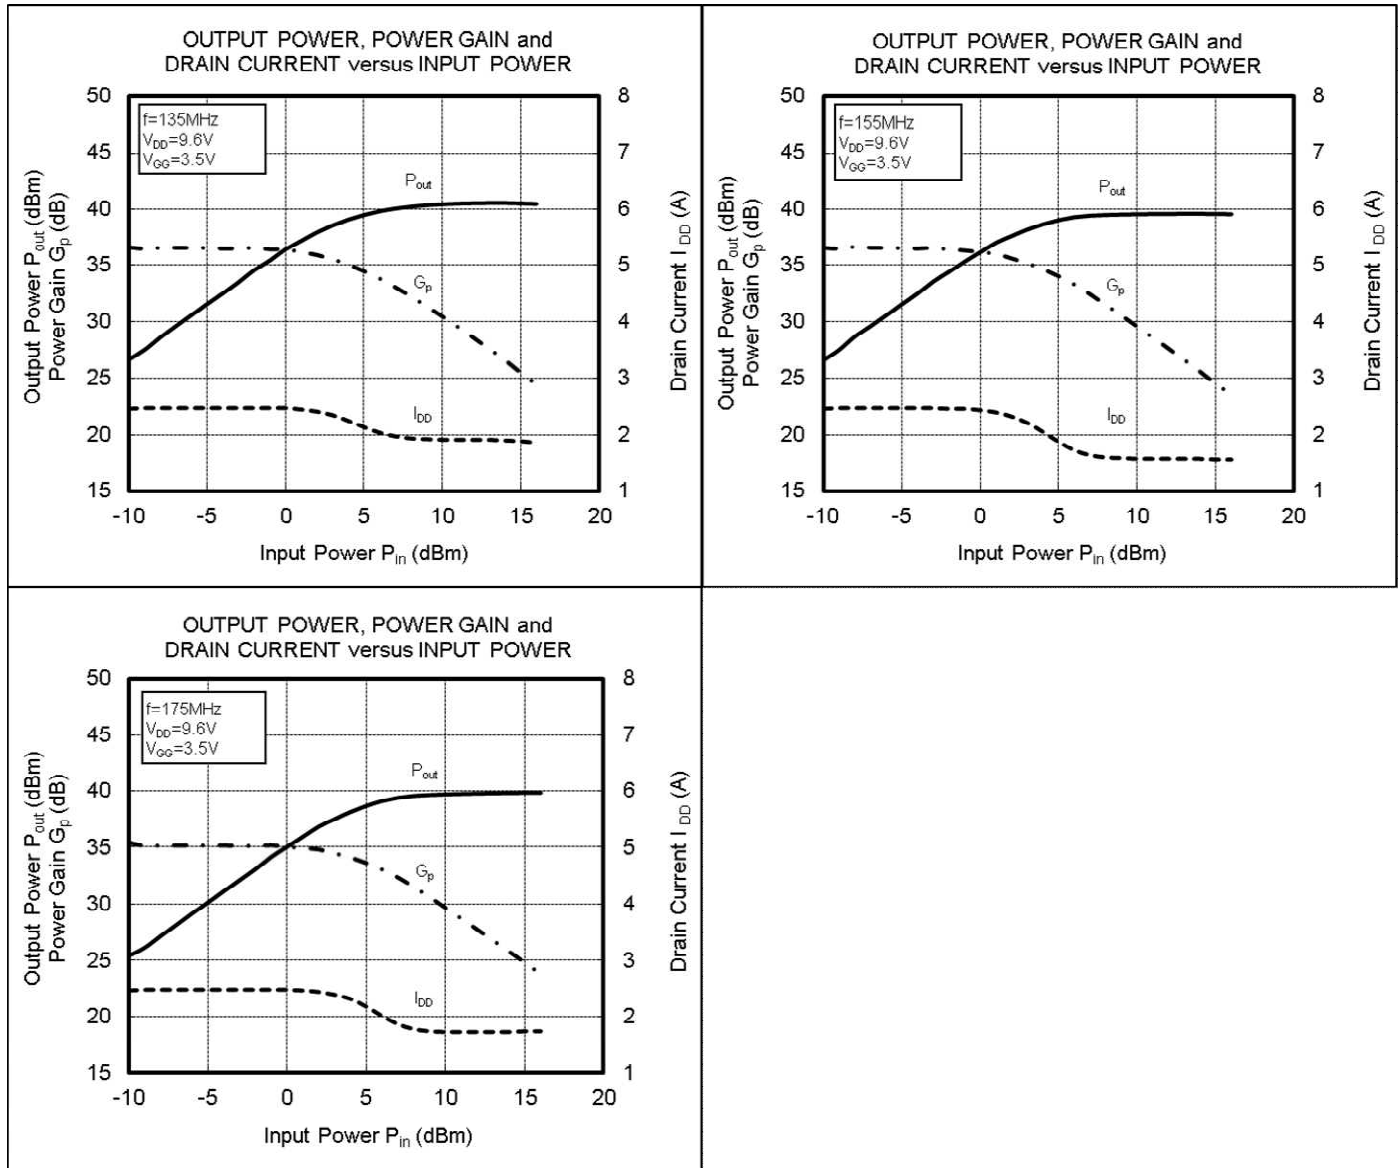 OUTPUT POWER, POWER GAIN and
DRAIN CURRENT versus INPUT POWER
50
45
40
35
30
25
20
15
8
7
6
5
4
3
2
1
-10
-5
0
5
10
15
20
f=135MHz
VDD=9.6V
VGG=3.5V
Pout
Gp
IDD
Output Power Pout (dBm)
Power Gain Gp (dB)
Drain Current I DD (A)
Input Power Pin (dBm)
OUTPUT POWER, POWER GAIN and
DRAIN CURRENT versus INPUT POWER
50
45
40
35
30
25
20
15
8
7
6
5
4
3
2
1
-10
-5
0
5
10
15
20
f=155MHz
VDD=9.6V
VGG=3.5V
Pout
Gp
IDD
Output Power Pout (dBm)
Power Gain Gp (dB)
Drain Current I DD (A)
Input Power Pin (dBm)
OUTPUT POWER, POWER GAIN and
DRAIN CURRENT versus INPUT POWER
50
45
40
35
30
25
20
15
8
7
6
5
4
3
2
1
-10
-5
0
5
10
15
20
f=175MHz
VDD=9.6V
VGG=3.5V
Pout
Gp
IDD
Output Power Pout (dBm)
Power Gain Gp (dB)
Drain Current I DD (A)
Input Power Pin (dBm)